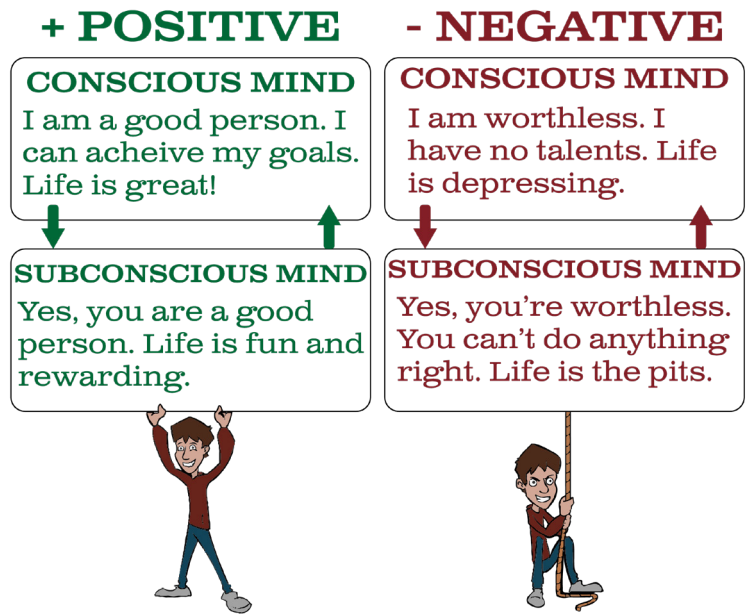 + POSITIVE
CONSCIOUS MIND
I am a good person. I
can acheive my goals.
Life is great!
SUBCONSCIOUS MIND
Yes, you are a good
person. Life is fun and
rewarding.
- NEGATIVE
CONSCIOUS MIND
I am worthless. I
have no talents. Life
is depressing.
SUBCONSCIOUS MIND
Yes, you're worthless.
You can't do anything
right. Life is the pits.